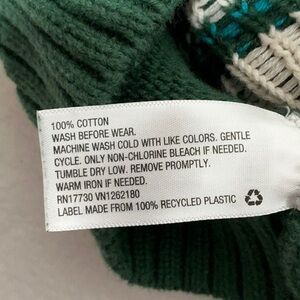 100% COTTON
WASH BEFORE WEAR.
MACHINE WASH COLD WITH LIKE COLORS. GENTLE
CYCLE. ONLY NON-CHLORINE BLEACH IF NEEDED.
TUMBLE DRY LOW. REMOVE PROMPTLY.
WARM IRON IF NEEDED.
RN17730 VN1262180
LABEL MADE FROM 100% RECYCLED PLASTIC